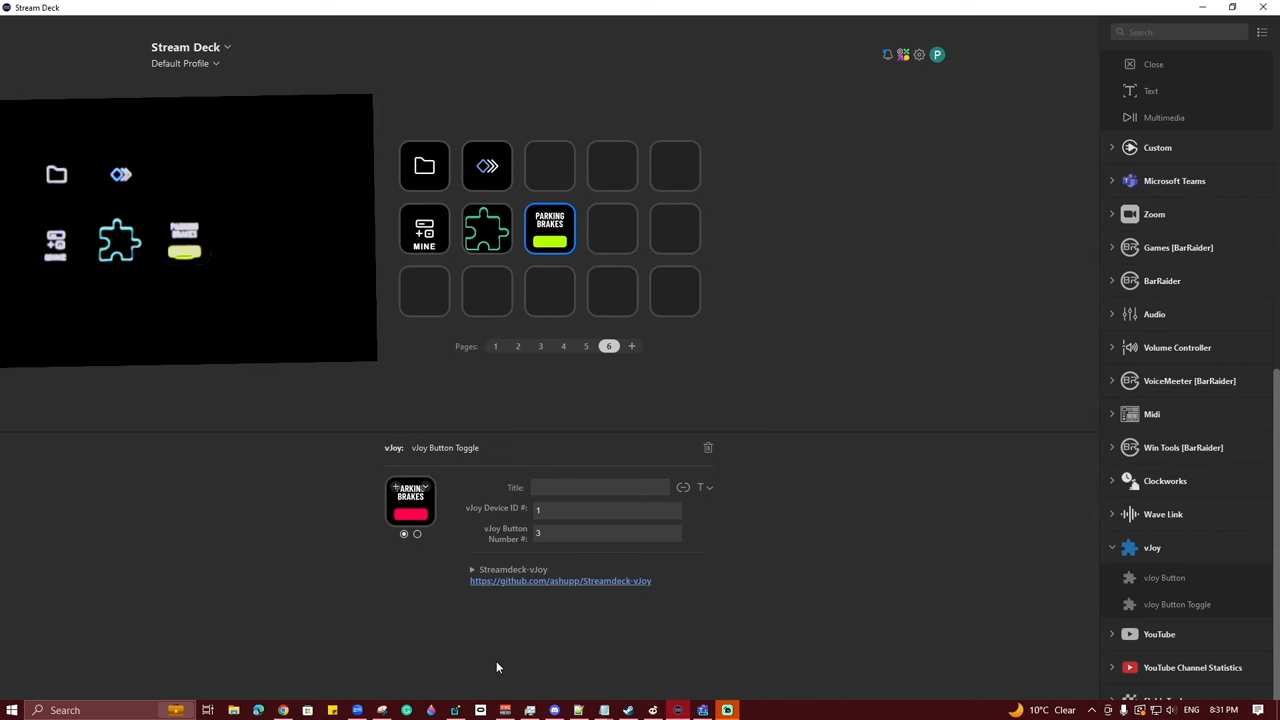 Stream Deck
Stream Deck
Default Profile
P
Search
Close
Text
Multimedia
Custom
Microsoft Teams
Zoom
Games [BarRaider]
BarRaider
Audio
Volume Controller
VoiceMeeter [BarRaider]
Midi
Win Tools [BarRaider]
Clockworks
Wave Link
vJoy
vJoy Button
vJoy Button Toggle
YouTube
YouTube Channel Statistics
MINE
PARKING
BRAKES
Pages: 1 2 3 4 5 6 +
vJoy: vJoy Button Toggle
BRAKES
Title:
T
vJoy Device ID #: 1
vJoy Button
Number #: 3
Streamdeck-vJoy
https://github.com/ashupp/Streamdeck-vJoy
Search
10°C Clear
ENG
8:31 PM